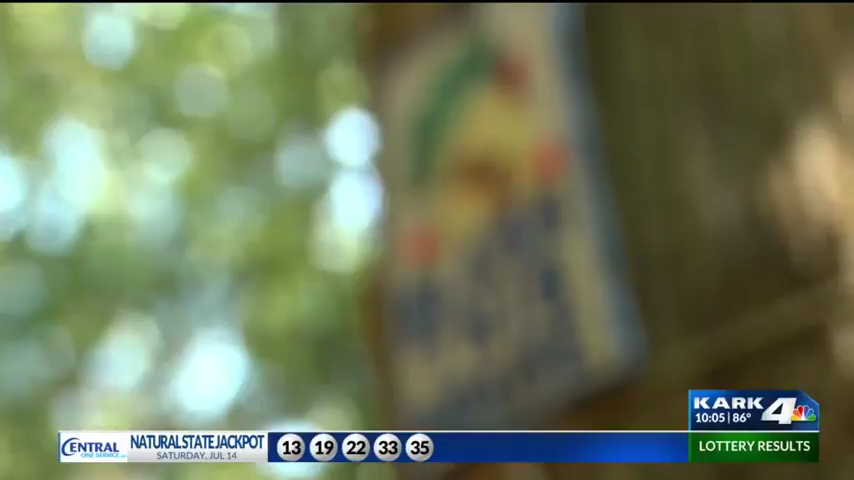 KARK 4
10:05 | 86°
LOTTERY RESULTS
CENTRAL
ONE SERVICE
NATURAL STATE JACKPOT
SATURDAY, JUL 14
13 19 22 33 35